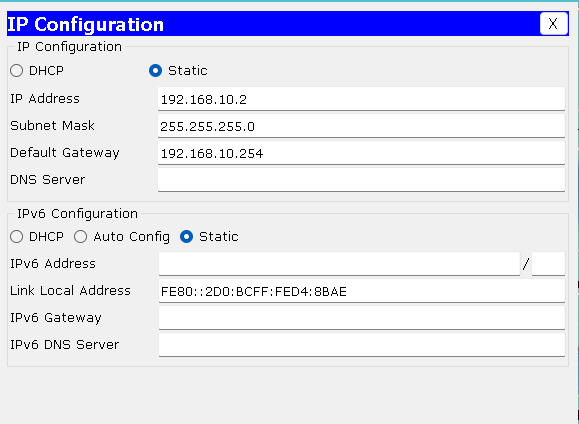 IP Configuration X
IP Configuration
DHCP Static
IP Address 192.168.10.2
Subnet Mask 255.255.255.0
Default Gateway 192.168.10.254
DNS Server
IPv6 Configuration
DHCP Auto Config Static
IPv6 Address /
Link Local Address FE80::2D0:BCFF:FED4:8BAE
IPv6 Gateway
IPv6 DNS Server